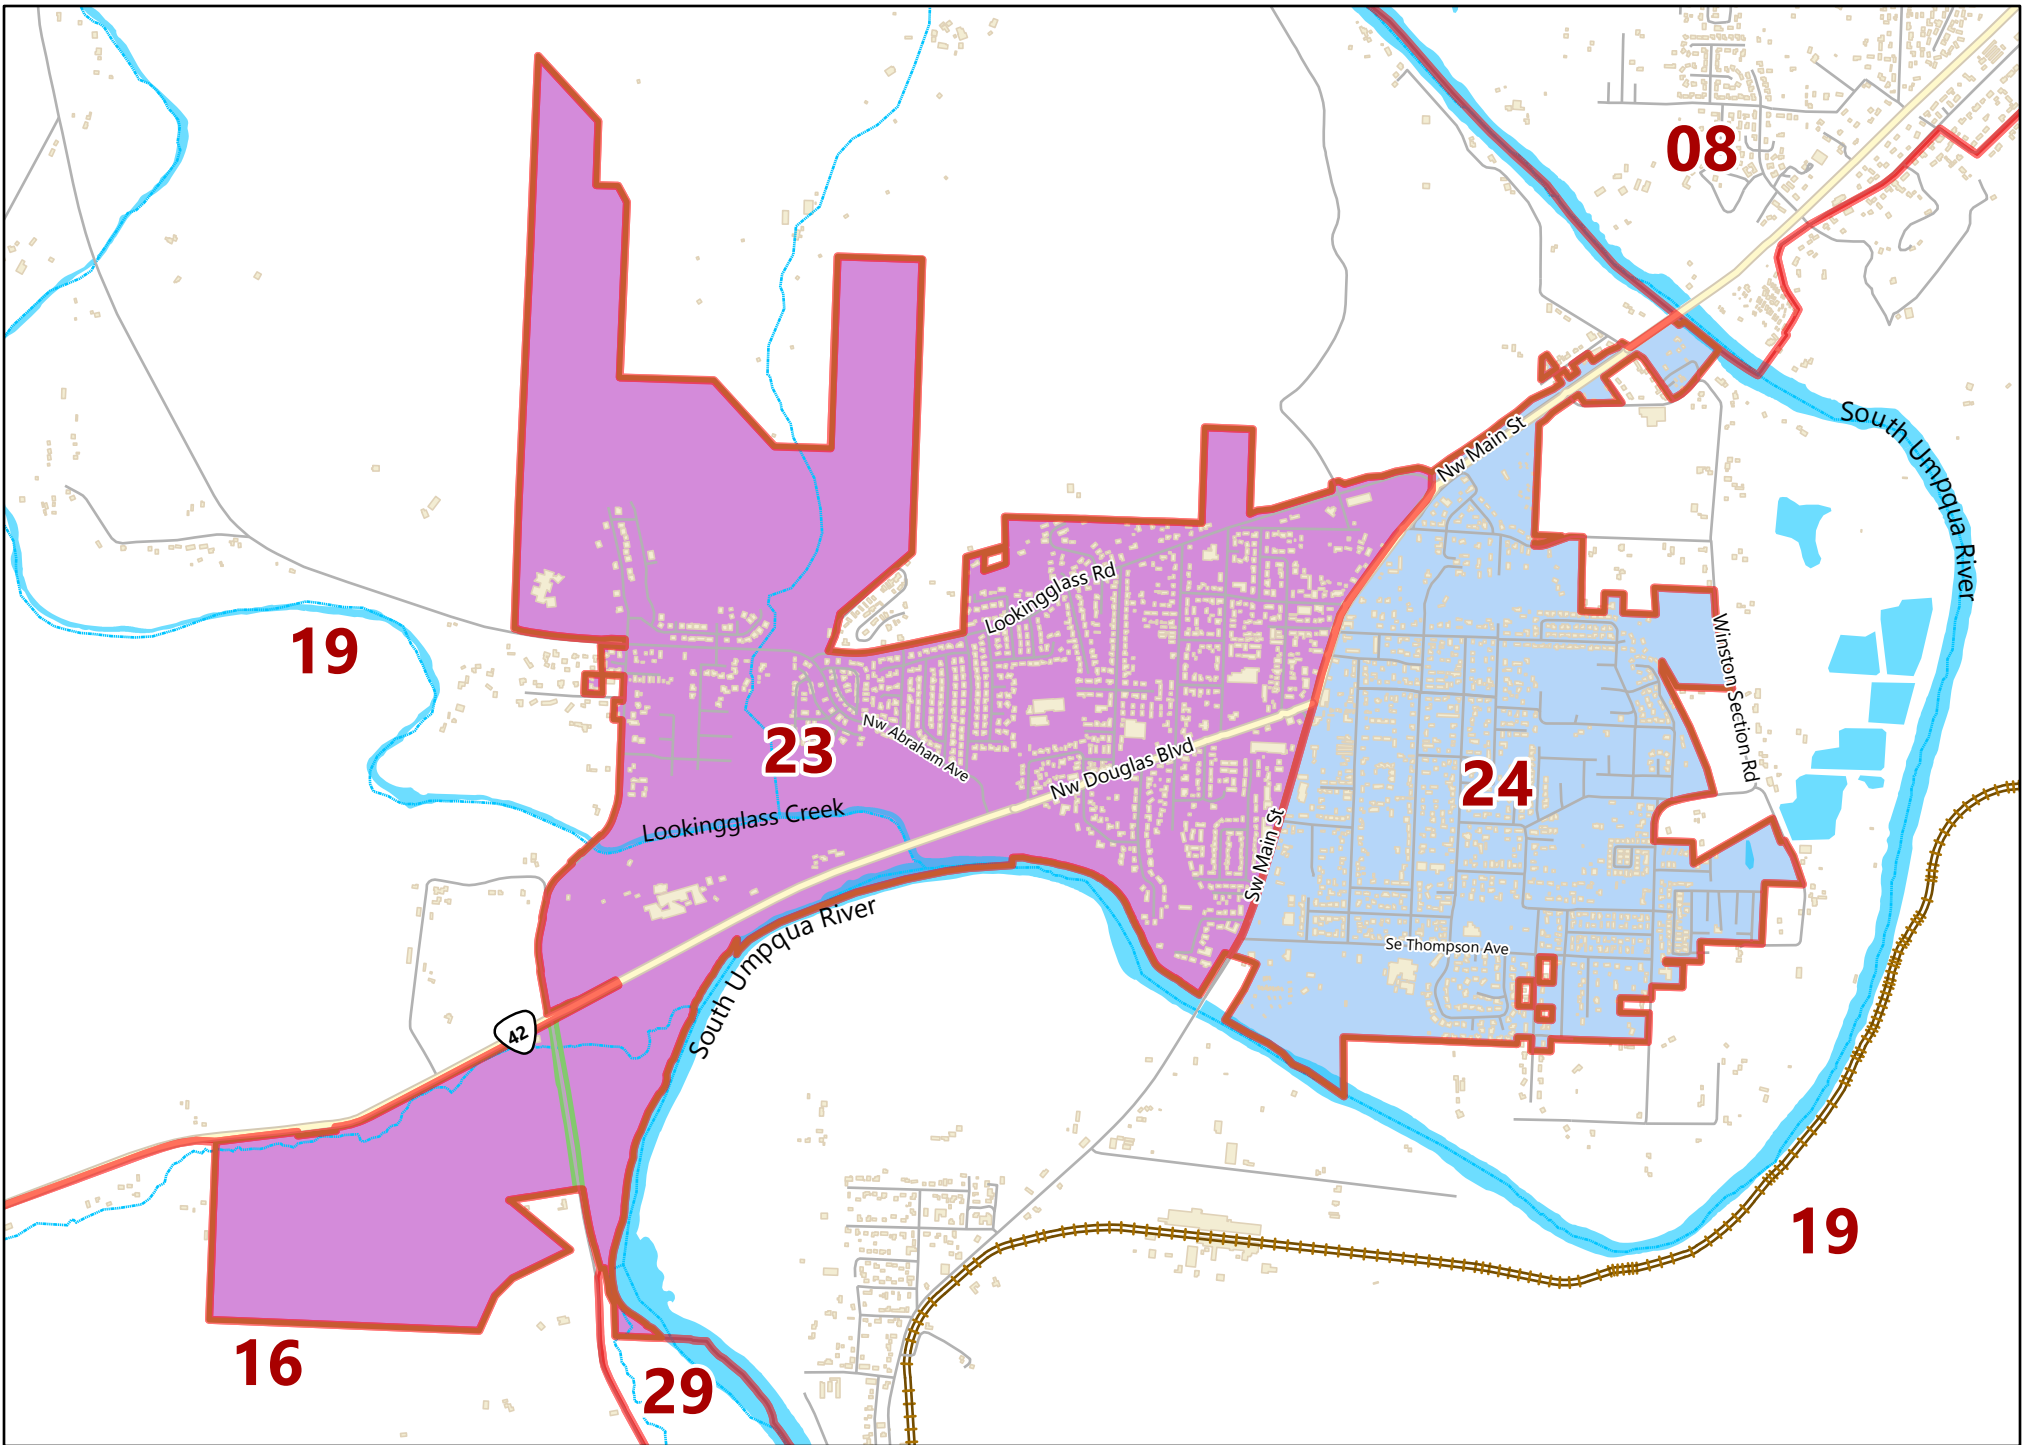 08
South Umpqua River
Nw Main St
Lookingglass Rd
19
Winston Section Rd
23
Nw Abraham Ave
Nw Douglas Blvd
24
Lookingglass Creek
Sw Main St
South Umpqua River
Se Thompson Ave
42
19
16
29